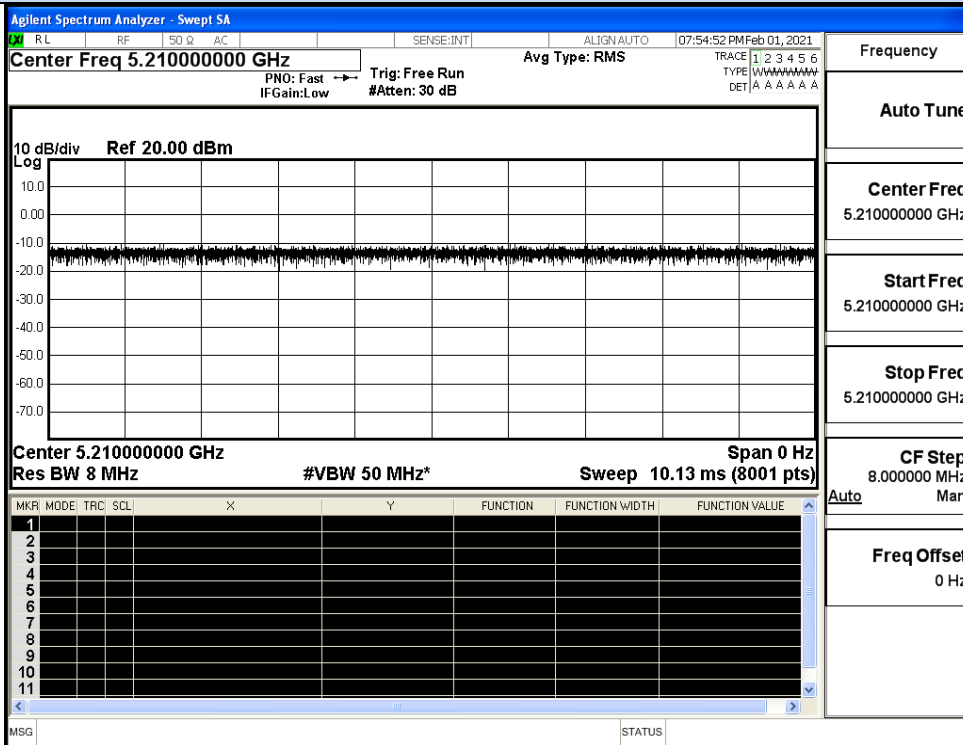 Agilent Spectrum Analyzer - Swept SA
LXI RL RF 50 Ω AC SENSE:INT ALIGNAUTO 07:54:52 PMFeb 01, 2021
Center Freq 5.210000000 GHz
PNO: Fast
IFGain:Low
Trig: Free Run
#Atten: 30 dB
Avg Type: RMS
TRACE 1 2 3 4 5 6
TYPE WWWWWW
DET A A A A A A
10 dB/div Ref 20.00 dBm
Log
10.0
0.00
-10.0
-20.0
-30.0
-40.0
-50.0
-60.0
-70.0
Center 5.210000000 GHz Span 0 Hz
Res BW 8 MHz #VBW 50 MHz* Sweep 10.13 ms (8001 pts)
MKR MODE TRC SCL X Y FUNCTION FUNCTION WIDTH FUNCTION VALUE
1
2
3
4
5
6
7
8
9
10
11
MSG STATUS
Frequency
Auto Tune
Center Freq
5.210000000 GHz
Start Freq
5.210000000 GHz
Stop Freq
5.210000000 GHz
CF Step
8.000000 MHz
Auto Man
Freq Offset
0 Hz